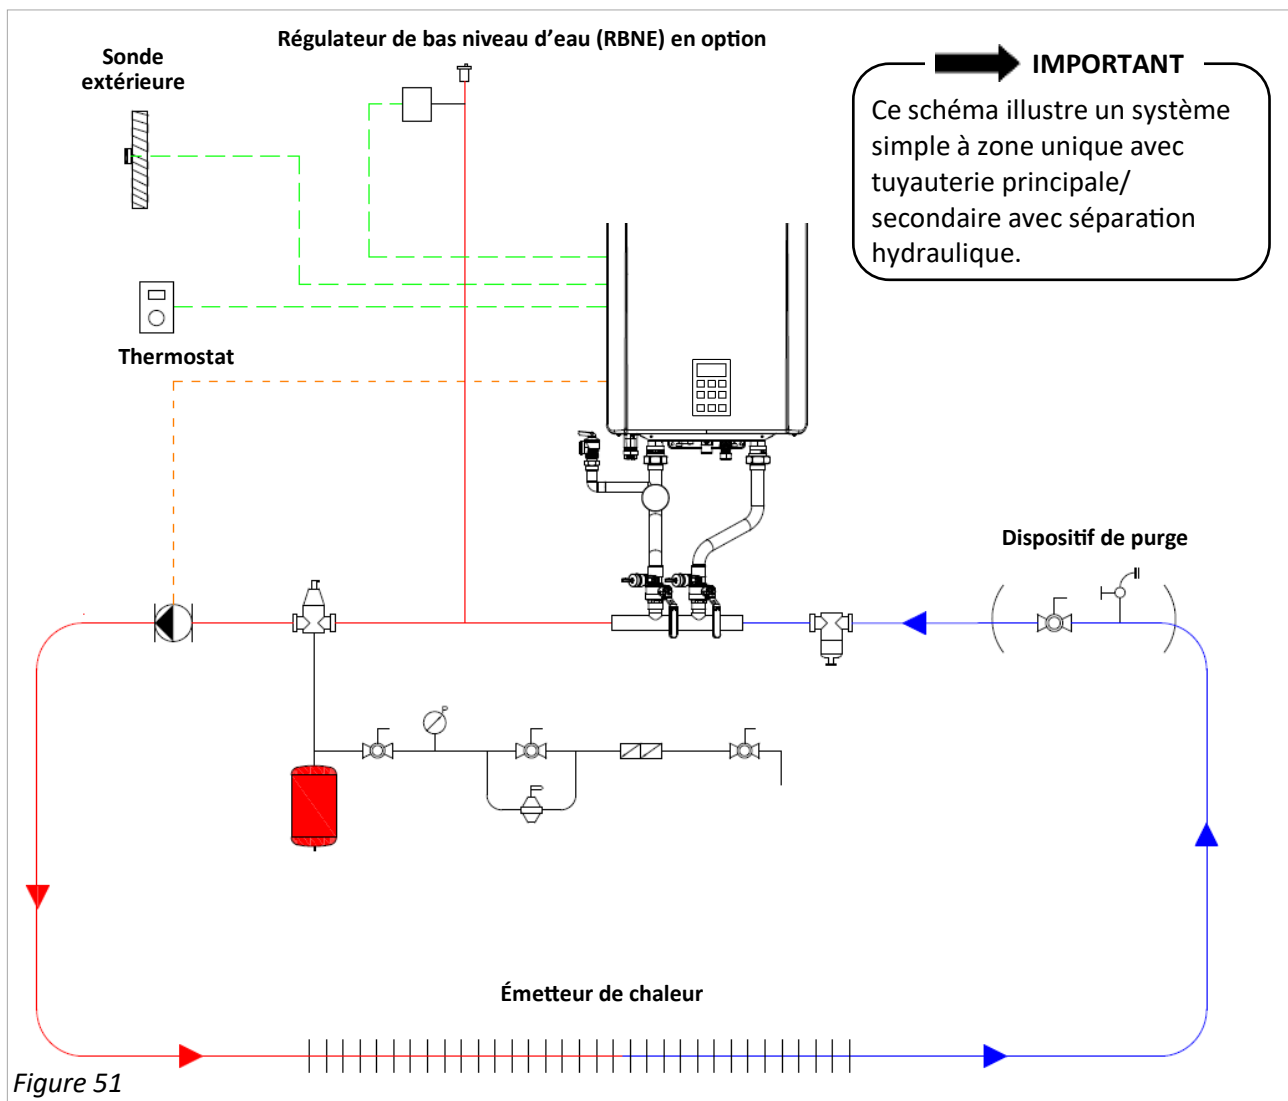 Régulateur de bas niveau d'eau (RBNE) en option
Sonde
extérieure
IMPORTANT
Ce schéma illustre un système
simple à zone unique avec
tuyauterie principale/
secondaire avec séparation
hydraulique.
Thermostat
Dispositif de purge
Émetteur de chaleur
Figure 51